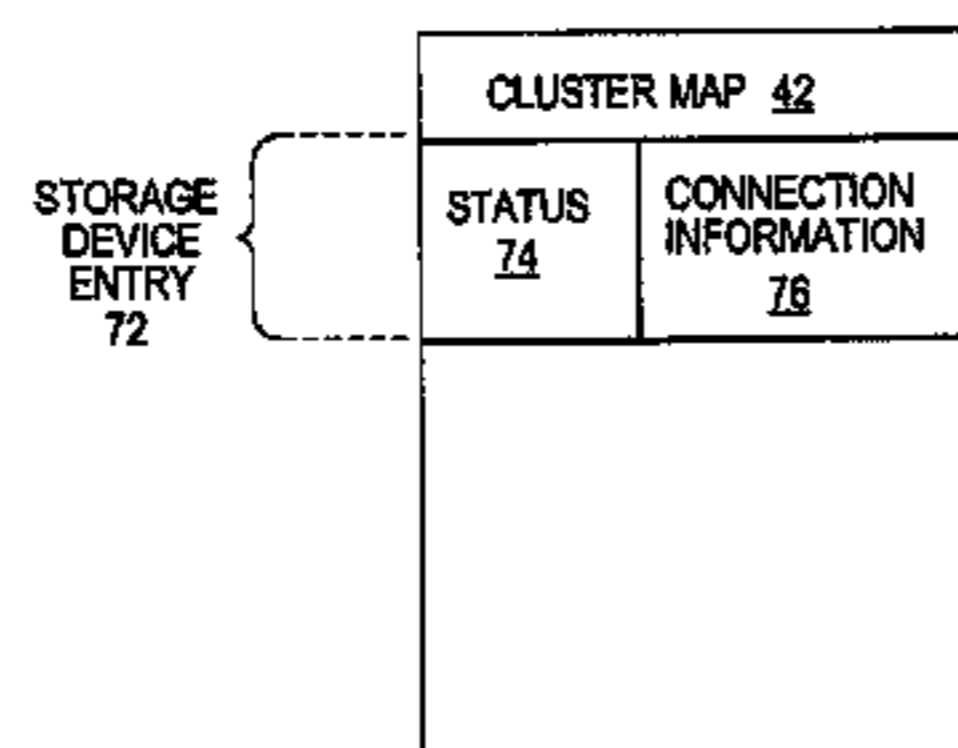 CLUSTER MAP 42
STORAGE
DEVICE
ENTRY
72
STATUS
74
CONNECTION
INFORMATION
76